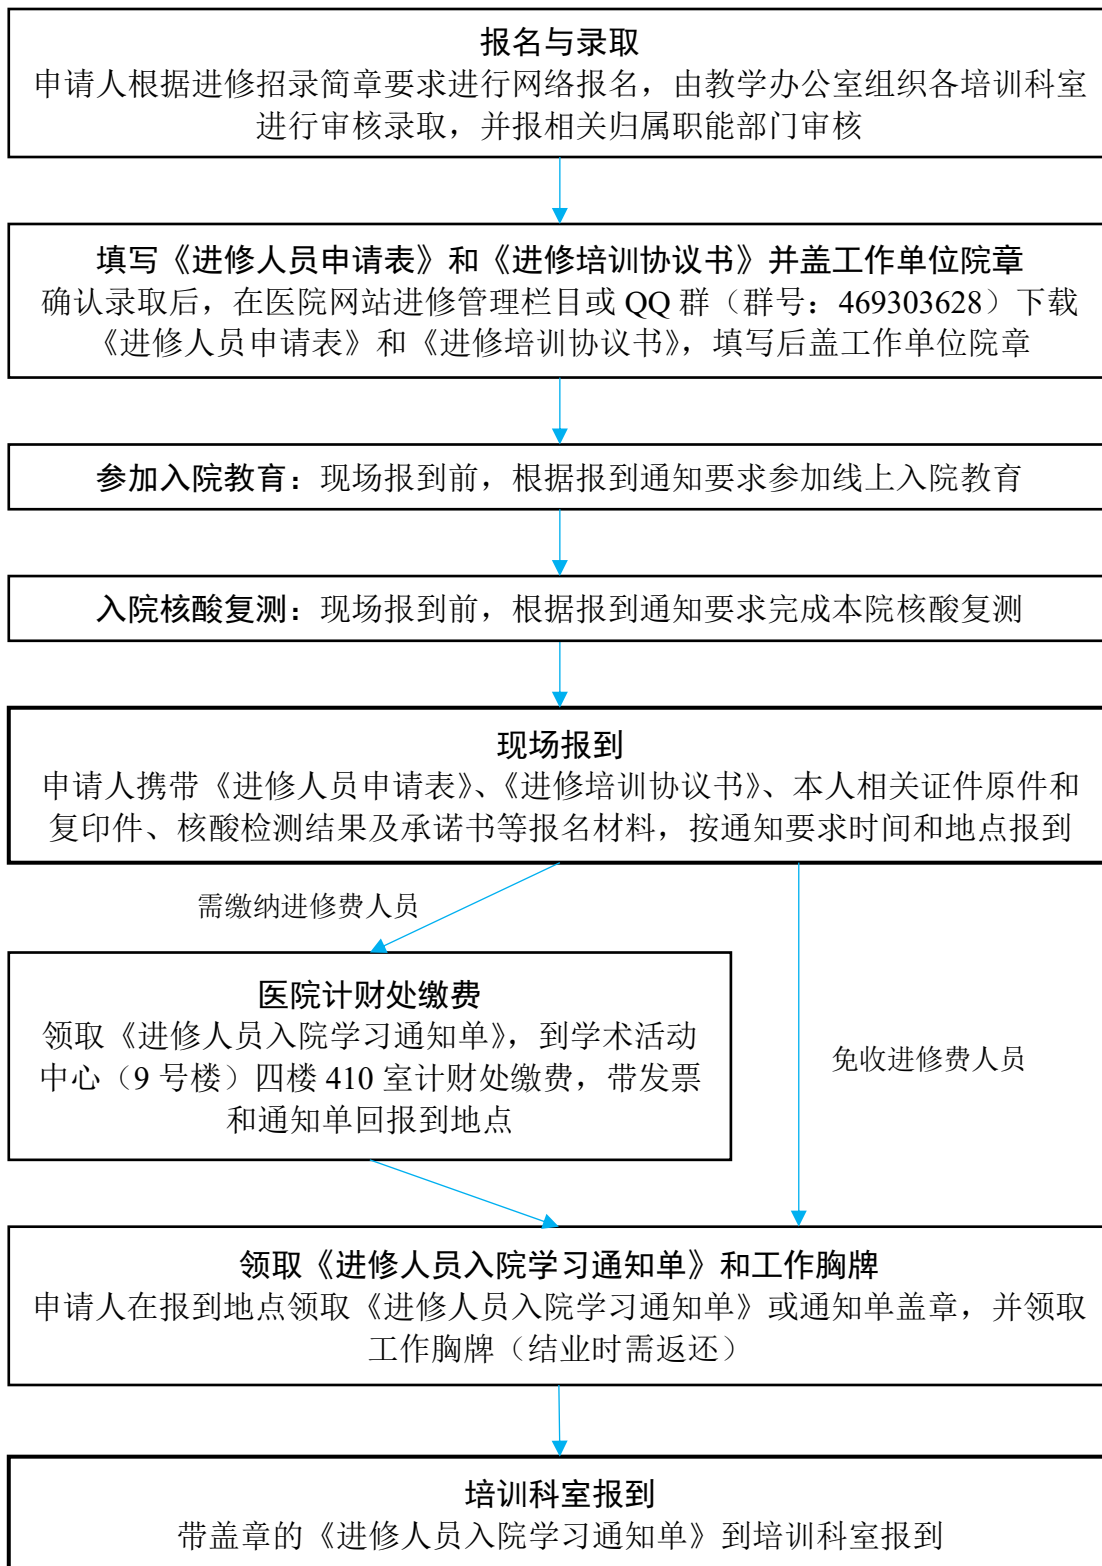 报名与录取
申请人根据进修招录简章要求进行网络报名，由教学办公室组织各培训科室
进行审核录取，并报相关归属职能部门审核
填写《进修人员申请表》和《进修培训协议书》并盖工作单位院章
确认录取后，在医院网站进修管理栏目或 QQ 群（群号：469303628）下载
《进修人员申请表》和《进修培训协议书》，填写后盖工作单位院章
参加入院教育：现场报到前，根据报到通知要求参加线上入院教育
入院核酸复测：现场报到前，根据报到通知要求完成本院核酸复测
现场报到
申请人携带《进修人员申请表》、《进修培训协议书》、本人相关证件原件和
复印件、核酸检测结果及承诺书等报名材料，按通知要求时间和地点报到
需缴纳进修费人员
医院计财处缴费
领取《进修人员入院学习通知单》，到学术活动
中心（9 号楼）四楼 410 室计财处缴费，带发票
和通知单回报到地点
免收进修费人员
领取《进修人员入院学习通知单》和工作胸牌
申请人在报到地点领取《进修人员入院学习通知单》或通知单盖章，并领取
工作胸牌（结业时需返还）
培训科室报到
带盖章的《进修人员入院学习通知单》到培训科室报到